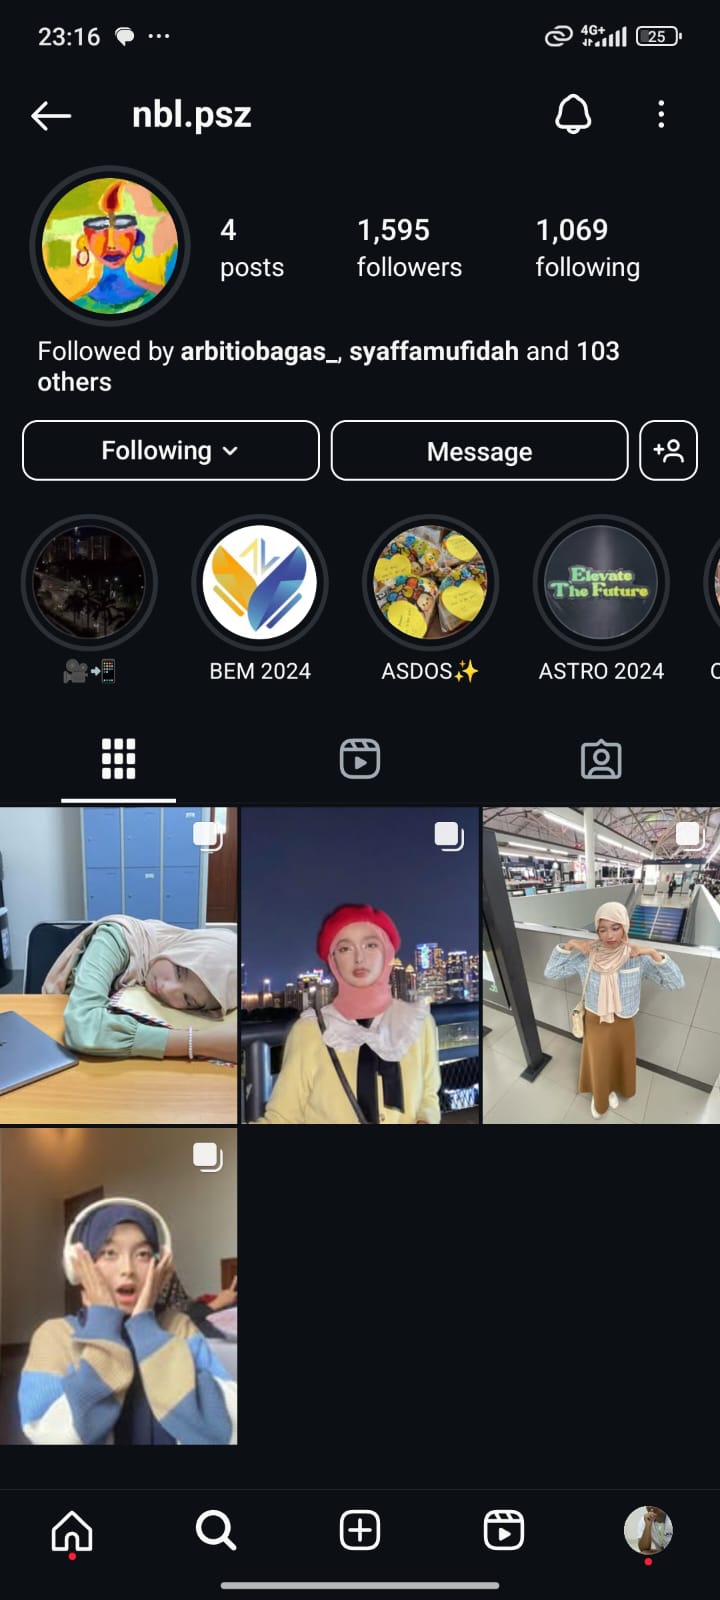 23:16
4G+
25
nbl.psz
4
posts
1,595
followers
1,069
following
Followed by arbitiobagas_, syaffamufidah and 103
others
Following
Message
Elevate
The Future
BEM 2024
ASDOS✨
ASTRO 2024